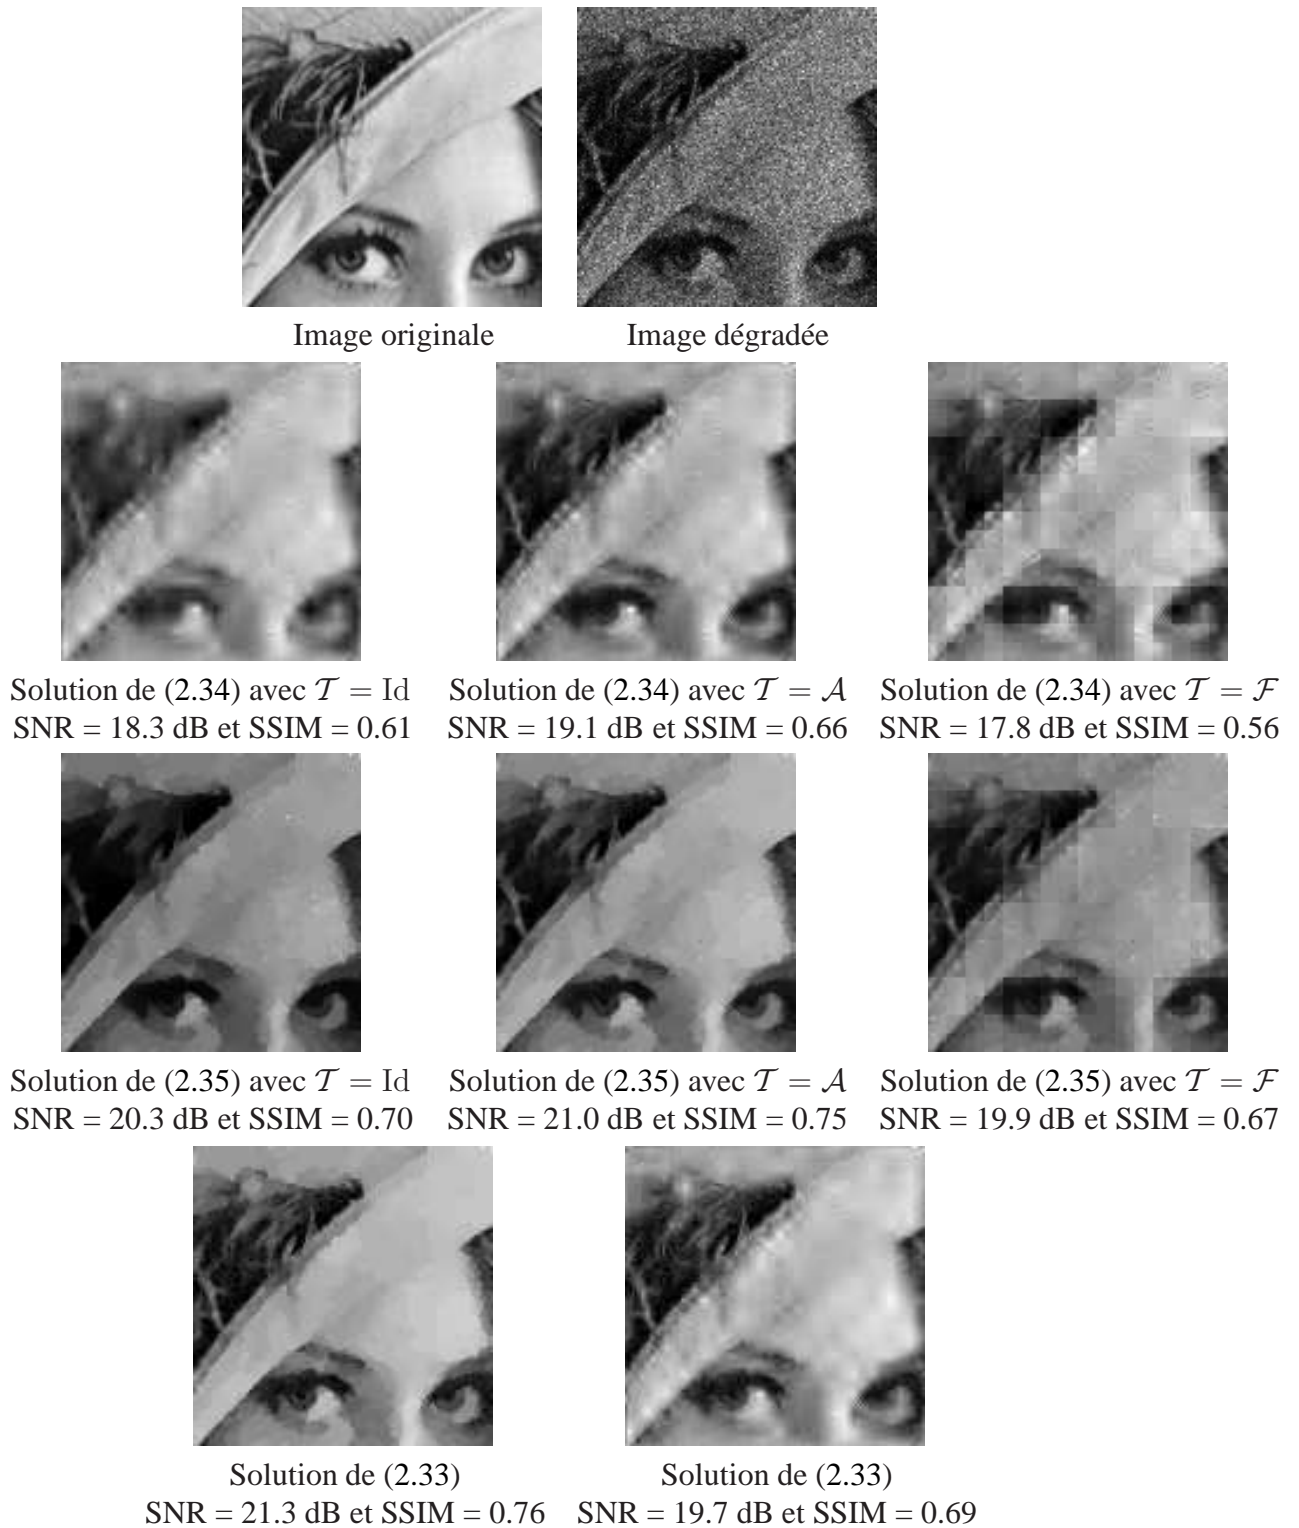 Image originale
Image dégradée
Solution de (2.34) avec 𝒯 = Id
SNR = 18.3 dB et SSIM = 0.61
Solution de (2.34) avec 𝒯 = 𝒜
SNR = 19.1 dB et SSIM = 0.66
Solution de (2.34) avec 𝒯 = ℱ
SNR = 17.8 dB et SSIM = 0.56
Solution de (2.35) avec 𝒯 = Id
SNR = 20.3 dB et SSIM = 0.70
Solution de (2.35) avec 𝒯 = 𝒜
SNR = 21.0 dB et SSIM = 0.75
Solution de (2.35) avec 𝒯 = ℱ
SNR = 19.9 dB et SSIM = 0.67
Solution de (2.33)
SNR = 21.3 dB et SSIM = 0.76
Solution de (2.33)
SNR = 19.7 dB et SSIM = 0.69